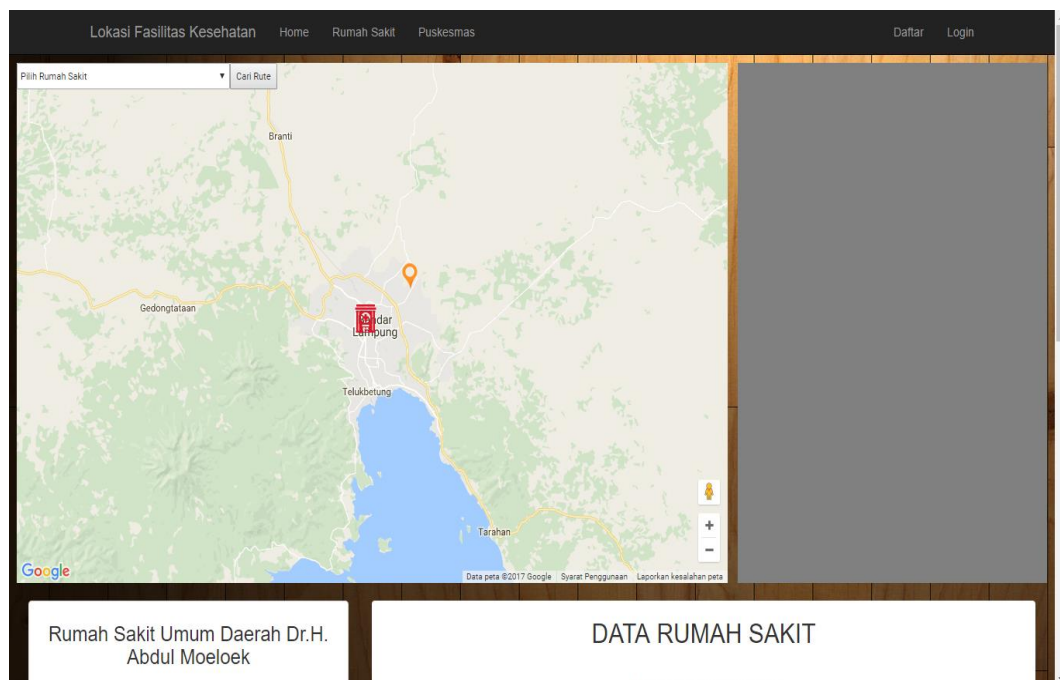 Lokasi Fasilitas Kesehatan Home Rumah Sakit Puskesmas Daftar Login
Pilih Rumah Sakit Cari Rute
Branti
Gedongtataan
Bandar
Lampung
Telukbetung
Tarahan
Google
Data peta ©2017 Google Syarat Penggunaan Laporkan kesalahan peta
Rumah Sakit Umum Daerah Dr.H.
Abdul Moeloek
DATA RUMAH SAKIT